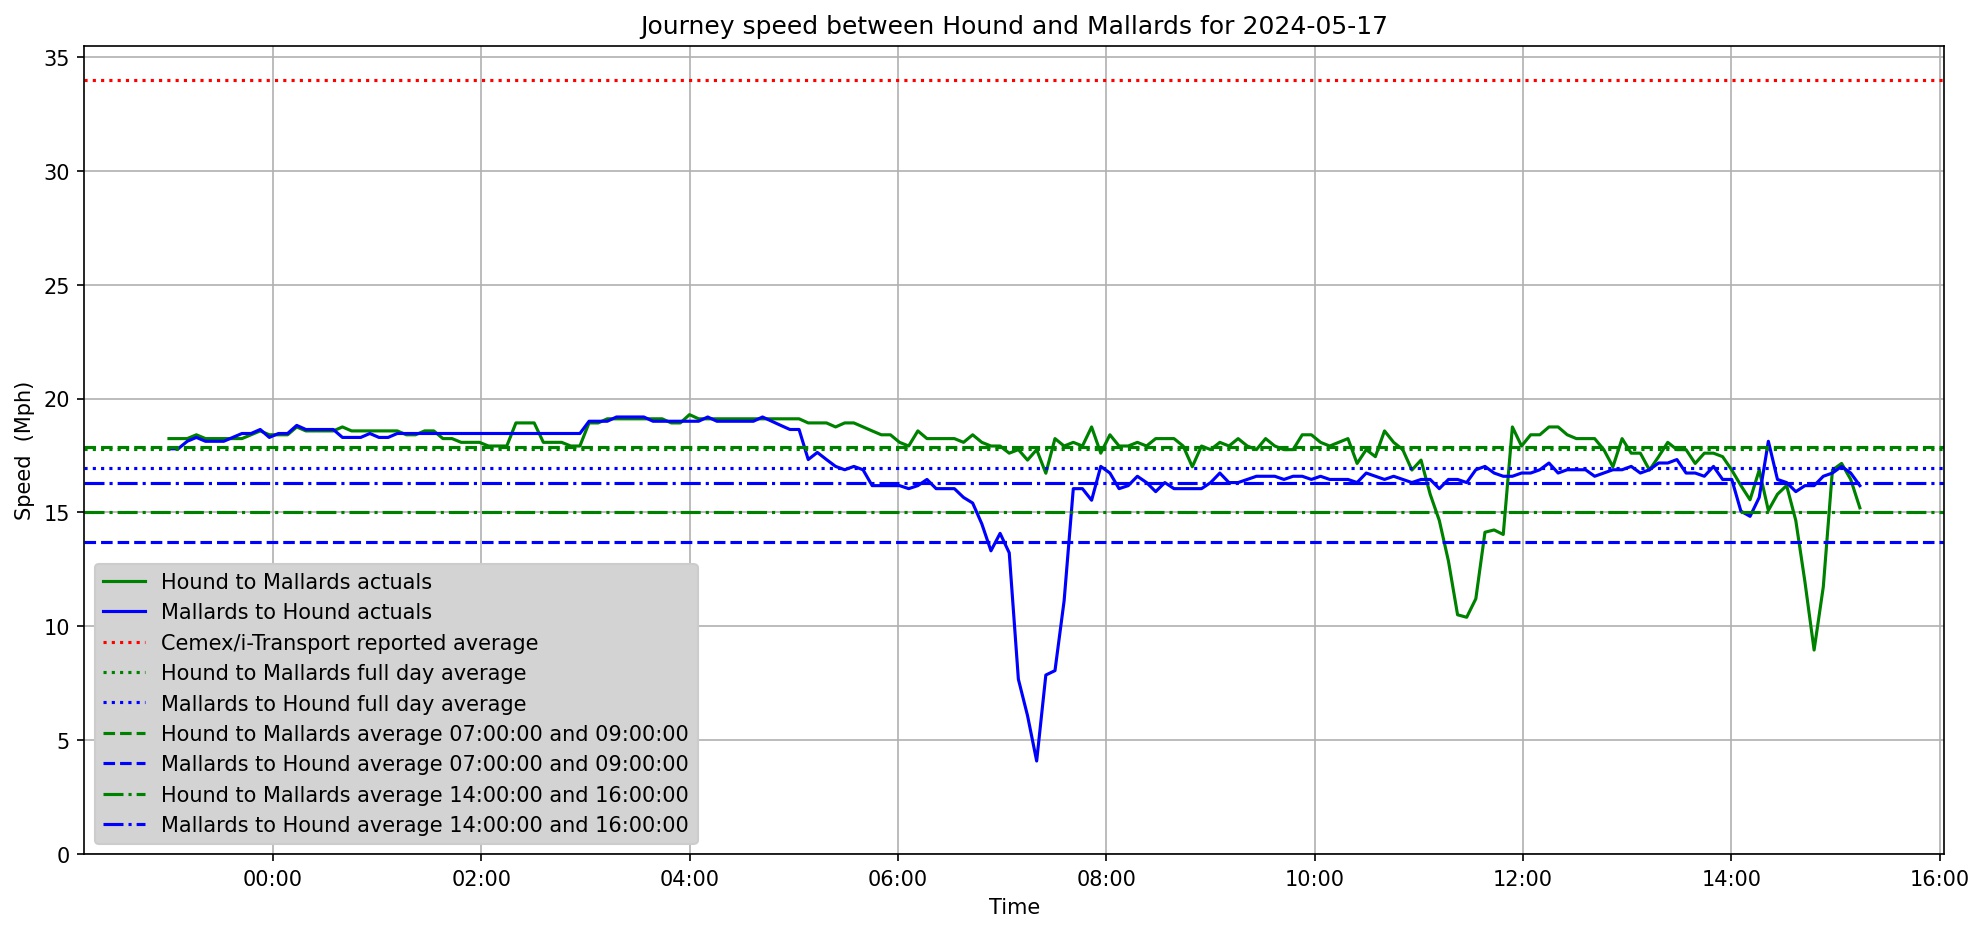 Journey speed between Hound and Mallards for 2024-05-17
35
30
25
20
15
10
5
0
Speed (Mph)
Hound to Mallards actuals
Mallards to Hound actuals
Cemex/i-Transport reported average
Hound to Mallards full day average
Mallards to Hound full day average
Hound to Mallards average 07:00:00 and 09:00:00
Mallards to Hound average 07:00:00 and 09:00:00
Hound to Mallards average 14:00:00 and 16:00:00
Mallards to Hound average 14:00:00 and 16:00:00
00:00 02:00 04:00 06:00 08:00 10:00 12:00 14:00 16:00
Time